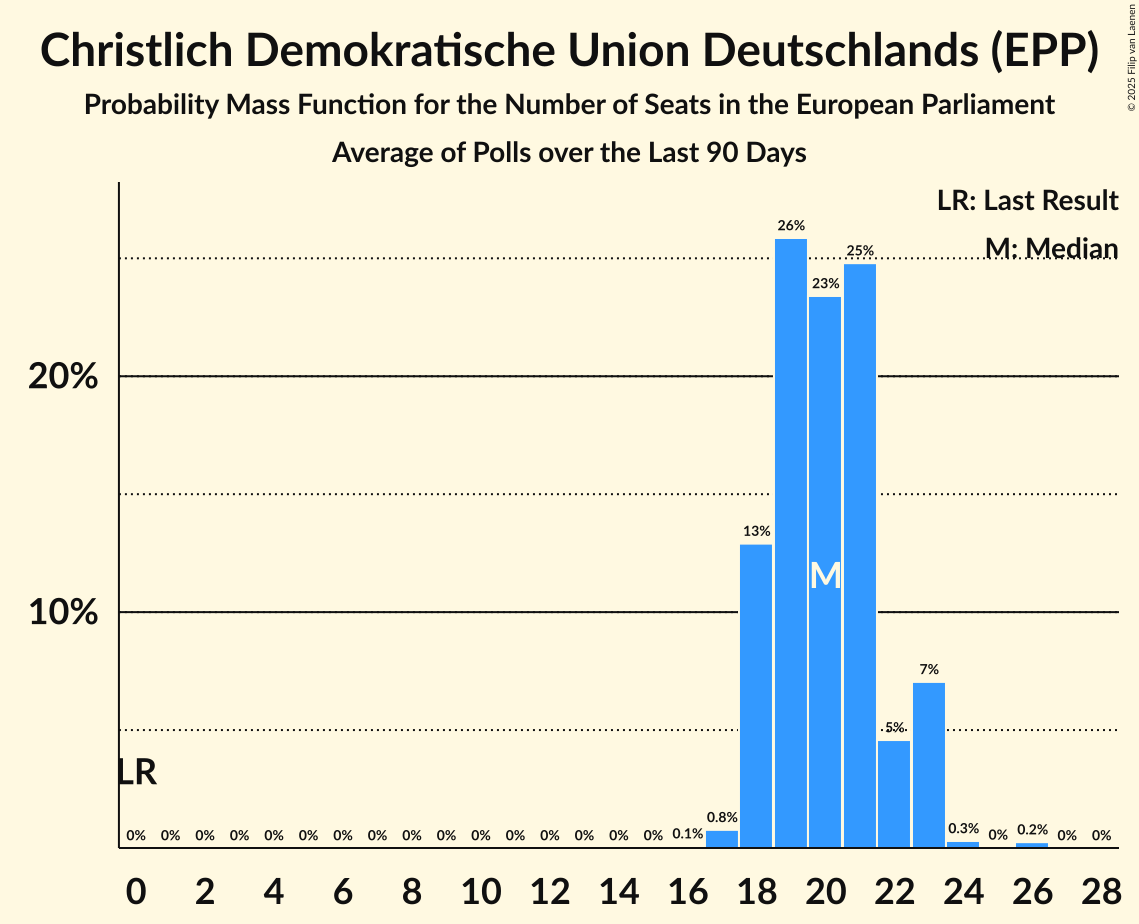 Christlich Demokratische Union Deutschlands (EPP)
Probability Mass Function for the Number of Seats in the European Parliament
Average of Polls over the Last 90 Days
© 2025 Filip van Laenen
LR: Last Result
M: Median
26%
25%
23%
20%
13%
M
10%
7%
5%
LR
0% 0% 0% 0% 0% 0% 0% 0% 0% 0% 0% 0% 0% 0% 0% 0% 0.1% 0.8% 0.3% 0% 0.2% 0% 0%
0 2 4 6 8 10 12 14 16 18 20 22 24 26 28